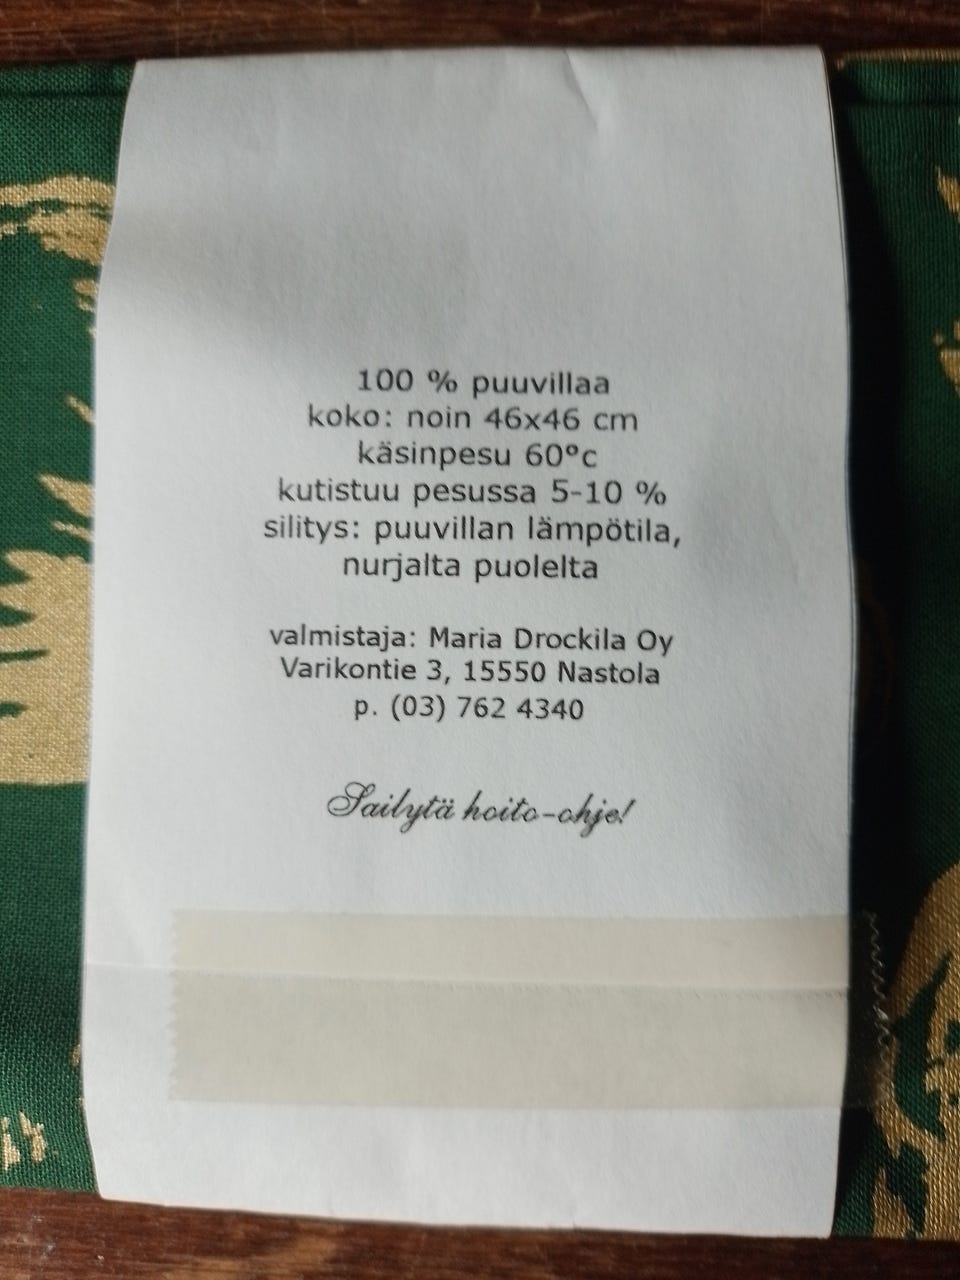 100 % puuvillaa
koko: noin 46x46 cm
käsinpesu 60°c
kutistuu pesussa 5-10 %
silitys: puuvillan lämpötila,
nurjalta puolelta
valmistaja: Maria Drockila Oy
Varikontie 3, 15550 Nastola
p. (03) 762 4340
Säilytä hoito-ohje!